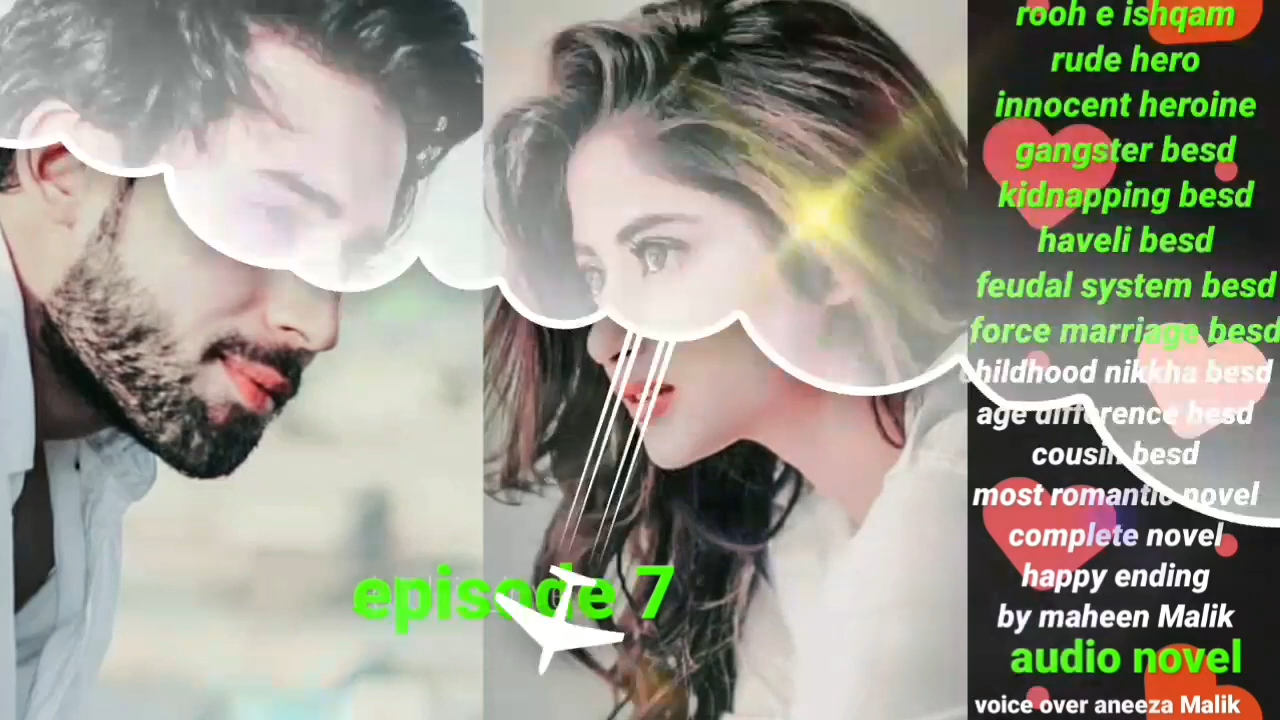 rooh e ishqam
rude hero
innocent heroine
gangster besd
kidnapping besd
haveli besd
feudal system besd
force marriage besd
childhood nikkha besd
age difference besd
cousin besd
most romantic novel
complete novel
happy ending
by maheen Malik
audio novel
voice over aneeza Malik
episode 7